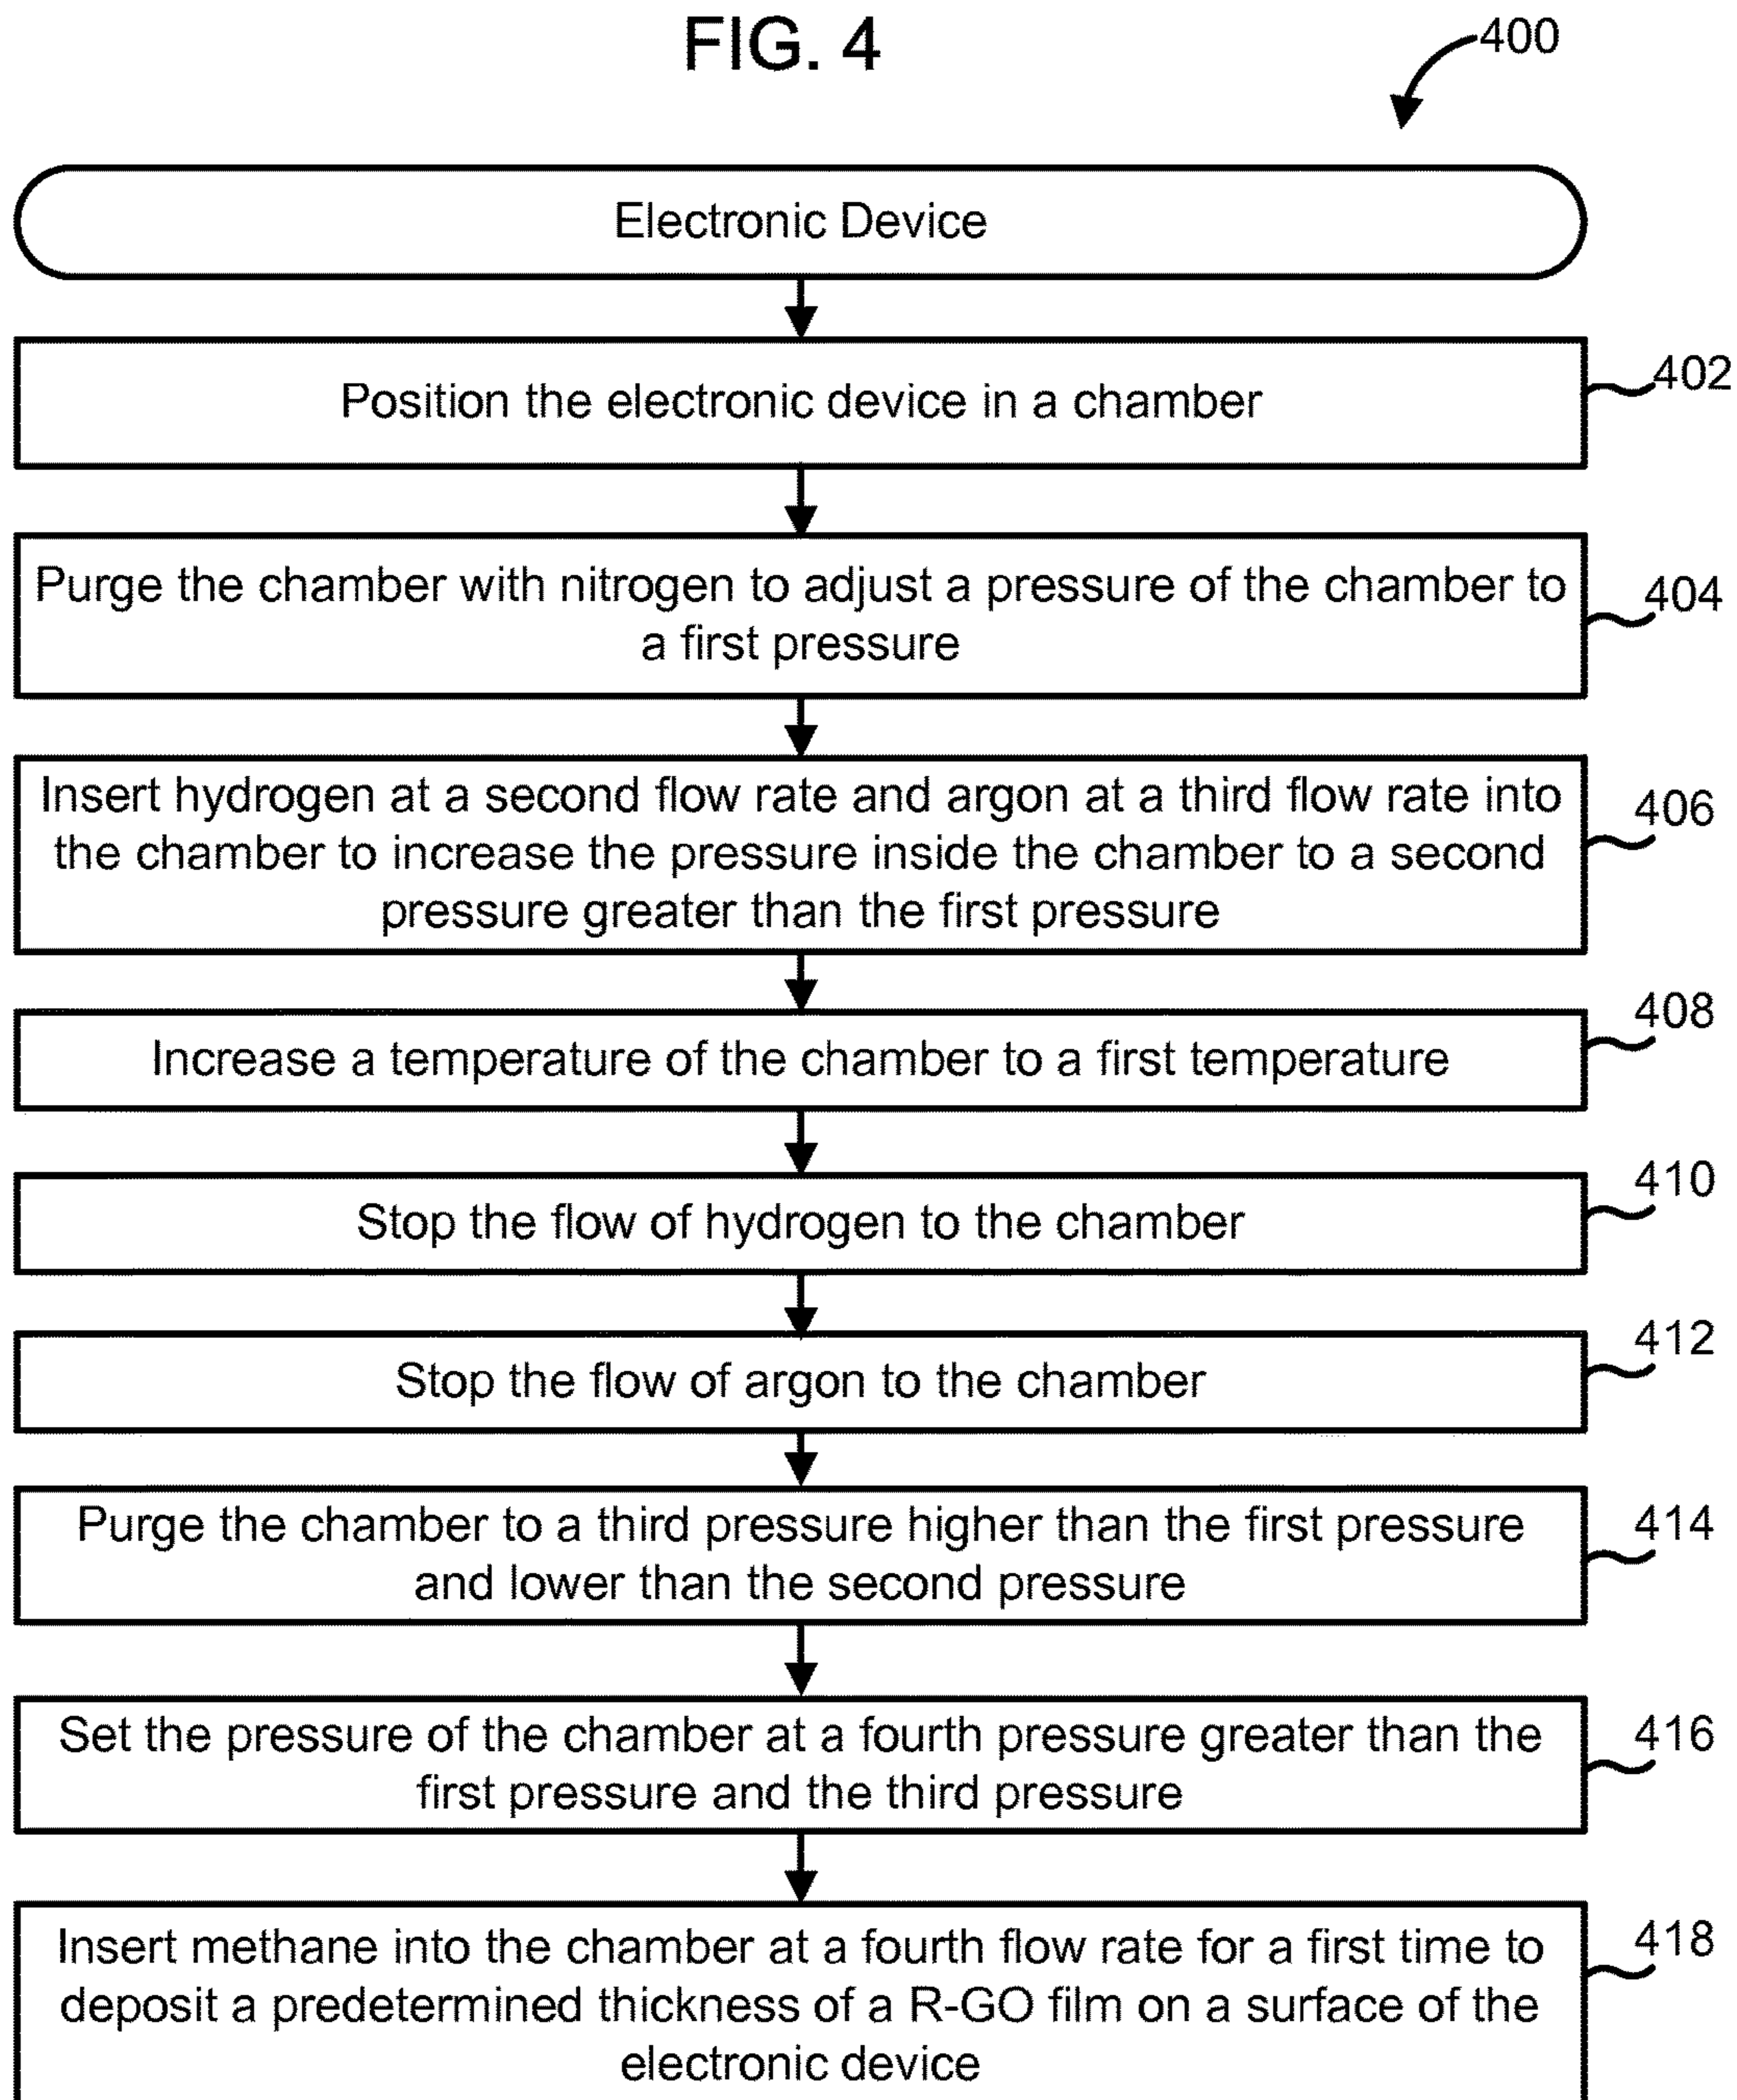 FIG. 4
400
Electronic Device
Position the electronic device in a chamber
402
Purge the chamber with nitrogen to adjust a pressure of the chamber to
a first pressure
404
Insert hydrogen at a second flow rate and argon at a third flow rate into
the chamber to increase the pressure inside the chamber to a second
pressure greater than the first pressure
406
Increase a temperature of the chamber to a first temperature
408
Stop the flow of hydrogen to the chamber
410
Stop the flow of argon to the chamber
412
Purge the chamber to a third pressure higher than the first pressure
and lower than the second pressure
414
Set the pressure of the chamber at a fourth pressure greater than the
first pressure and the third pressure
416
Insert methane into the chamber at a fourth flow rate for a first time to
deposit a predetermined thickness of a R-GO film on a surface of the
electronic device
418